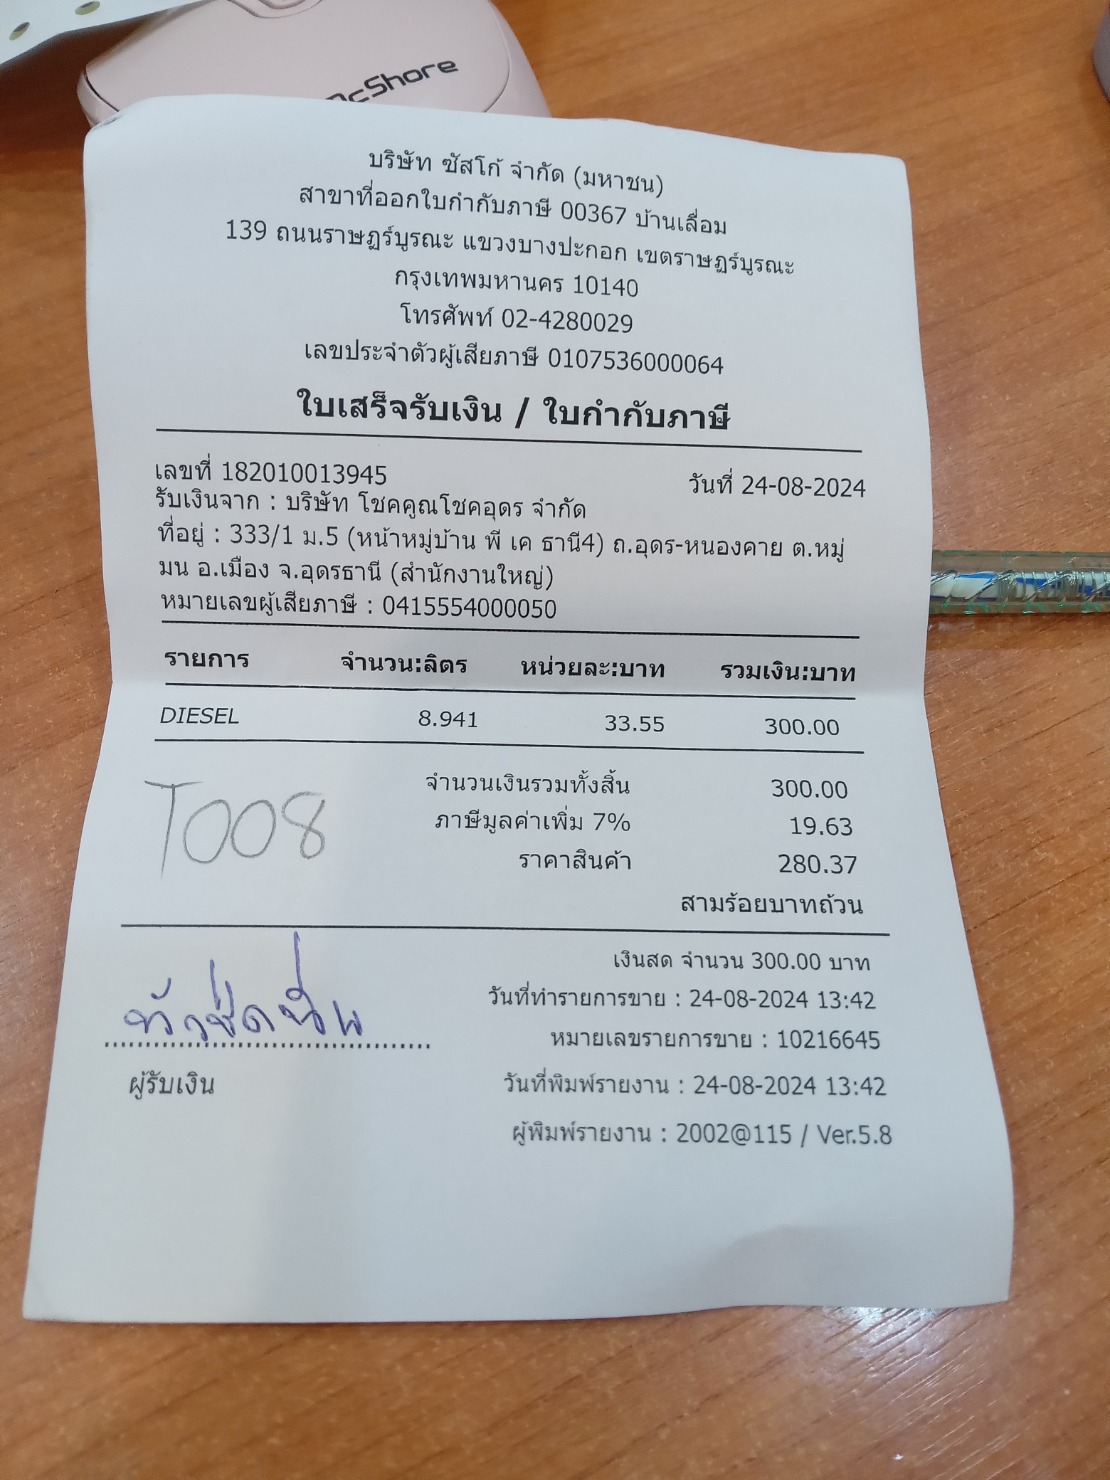 cShore
บริษัท ซัสโก้ จำกัด (มหาชน)
สาขาที่ออกใบกำกับภาษี 00367 บ้านเลื่อม
139 ถนนราษฎร์บูรณะ แขวงบางปะกอก เขตราษฎร์บูรณะ
กรุงเทพมหานคร 10140
โทรศัพท์ 02-4280029
เลขประจำตัวผู้เสียภาษี 0107536000064
ใบเสร็จรับเงิน / ใบกำกับภาษี
เลขที่ 182010013945 วันที่ 24-08-2024
รับเงินจาก : บริษัท โชคคูณโชคอุดร จำกัด
ที่อยู่ : 333/1 ม.5 (หน้าหมู่บ้าน พี เค ธานี4) ถ.อุดร-หนองคาย ต.หมู่
มน อ.เมือง จ.อุดรธานี (สำนักงานใหญ่)
หมายเลขผู้เสียภาษี : 0415554000050
รายการ จำนวน:ลิตร หน่วยละ:บาท รวมเงิน:บาท
DIESEL 8.941 33.55 300.00
จำนวนเงินรวมทั้งสิ้น 300.00
T008 ภาษีมูลค่าเพิ่ม 7% 19.63
ราคาสินค้า 280.37
สามร้อยบาทถ้วน
เงินสด จำนวน 300.00 บาท
วันที่ทำรายการขาย : 24-08-2024 13:42
หมายเลขรายการขาย : 10216645
ผู้รับเงิน วันที่พิมพ์รายงาน : 24-08-2024 13:42
ผู้พิมพ์รายงาน : 2002@115 / Ver.5.8